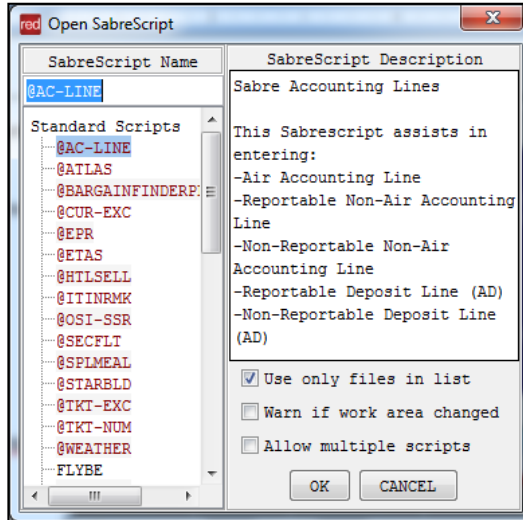 red Open SabreScript
SabreScript Name
@AC-LINE
Standard Scripts
@AC-LINE
@ATLAS
@BARGAINFINDERP
@CUR-EXC
@EPR
@ETAS
@HTLSELL
@ITINRMK
@OSI-SSR
@SECFLT
@SPLMEAL
@STARBLD
@TKT-EXC
@TKT-NUM
@WEATHER
FLYBE
SabreScript Description
Sabre Accounting Lines
This Sabrescript assists in
entering:
-Air Accounting Line
-Reportable Non-Air Accounting
Line
-Non-Reportable Non-Air
Accounting Line
-Reportable Deposit Line (AD)
-Non-Reportable Deposit Line
(AD)
Use only files in list
Warn if work area changed
Allow multiple scripts
OK CANCEL